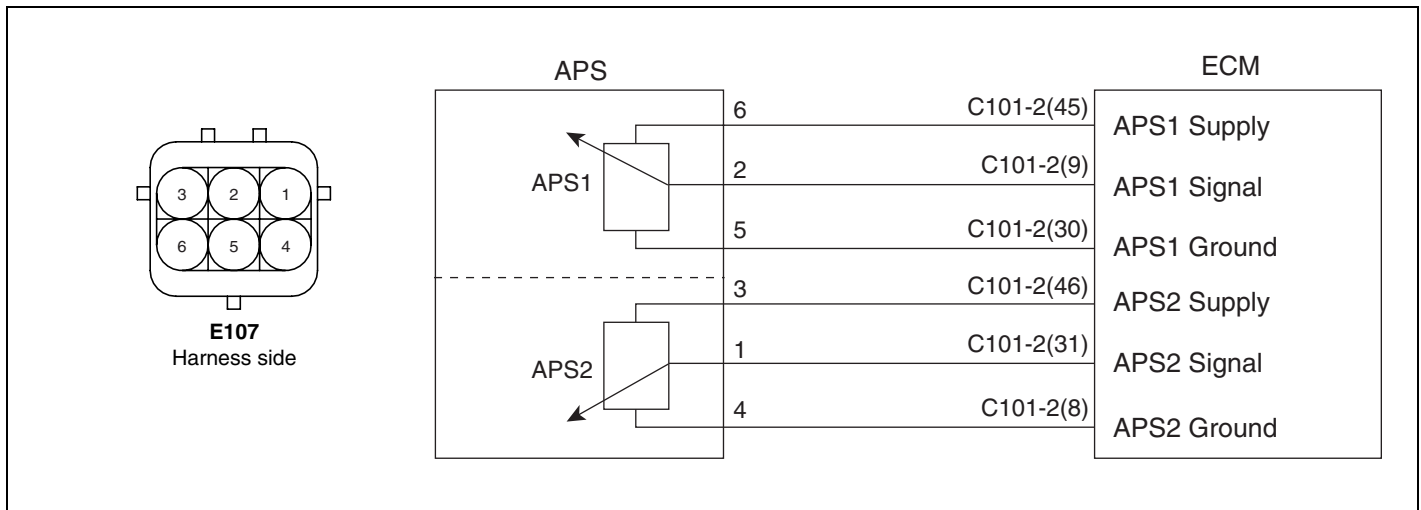 APS
ECM
3 2 1
6 5 4
E107
Harness side
APS1
APS2
6 C101-2(45) APS1 Supply
2 C101-2(9) APS1 Signal
5 C101-2(30) APS1 Ground
3 C101-2(46) APS2 Supply
1 C101-2(31) APS2 Signal
4 C101-2(8) APS2 Ground